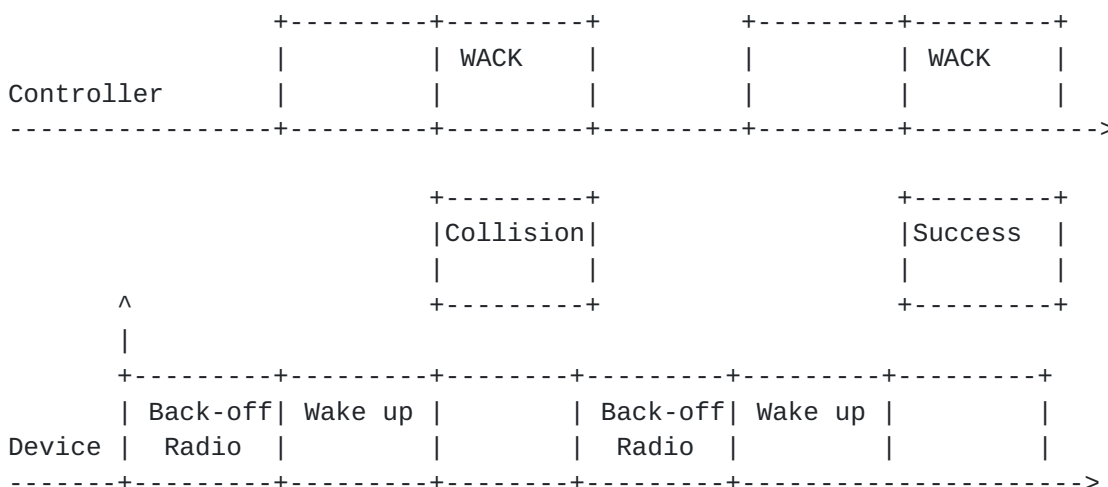 WACK WACK
Controller
Collision Success
Back-off Wake up Back-off Wake up
Device Radio Radio